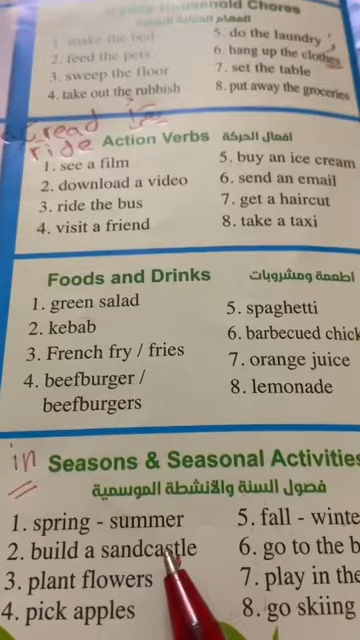 Household Chores
المهام المنزلية اليومية
1. make the bed
2. feed the pets
3. sweep the floor
4. take out the rubbish
5. do the laundry
6. hang up the clothes
7. set the table
8. put away the groceries
read
ride
Action Verbs افعال الحركة
1. see a film
2. download a video
3. ride the bus
4. visit a friend
5. buy an ice cream
6. send an email
7. get a haircut
8. take a taxi
Foods and Drinks اطعمة ومشروبات
1. green salad
2. kebab
3. French fry / fries
4. beefburger /
beefburgers
5. spaghetti
6. barbecued chick
7. orange juice
8. lemonade
in
Seasons & Seasonal Activities
فصول السنة والأنشطة الموسمية
1. spring - summer
2. build a sandcastle
3. plant flowers
4. pick apples
5. fall - winte
6. go to the b
7. play in the
8. go skiing